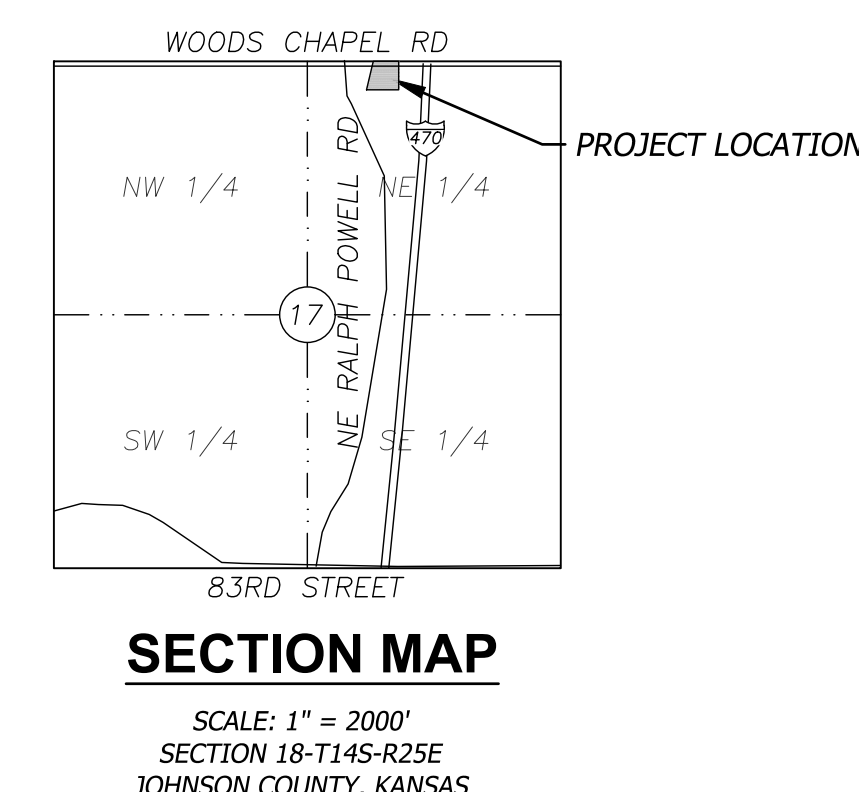 WOODS CHAPEL RD
470
PROJECT LOCATION
NW 1/4
NE 1/4
NE RALPH POWELL RD
17
SW 1/4
SE 1/4
83RD STREET
SECTION MAP
SCALE: 1" = 2000'
SECTION 18-T14S-R25E
JOHNSON COUNTY, KANSAS